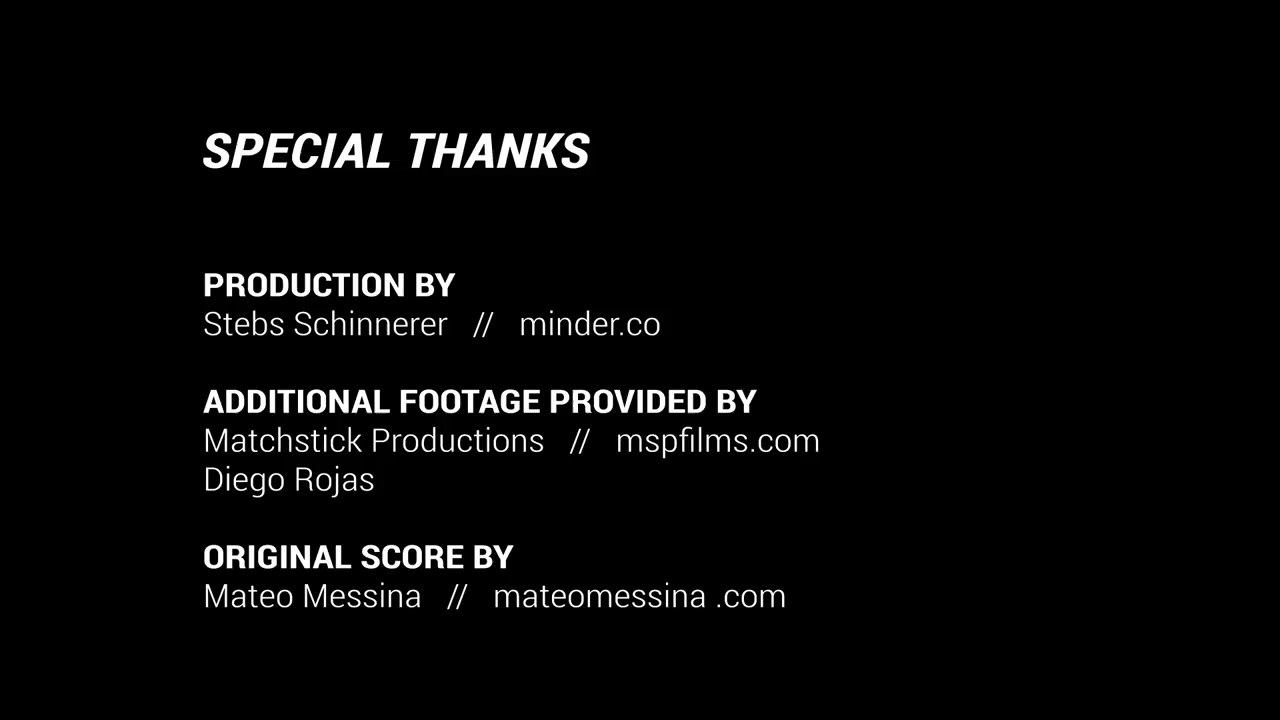 SPECIAL THANKS
PRODUCTION BY
Stebs Schinnerer // minder.co
ADDITIONAL FOOTAGE PROVIDED BY
Matchstick Productions // mspfilms.com
Diego Rojas
ORIGINAL SCORE BY
Mateo Messina // mateomessina .com